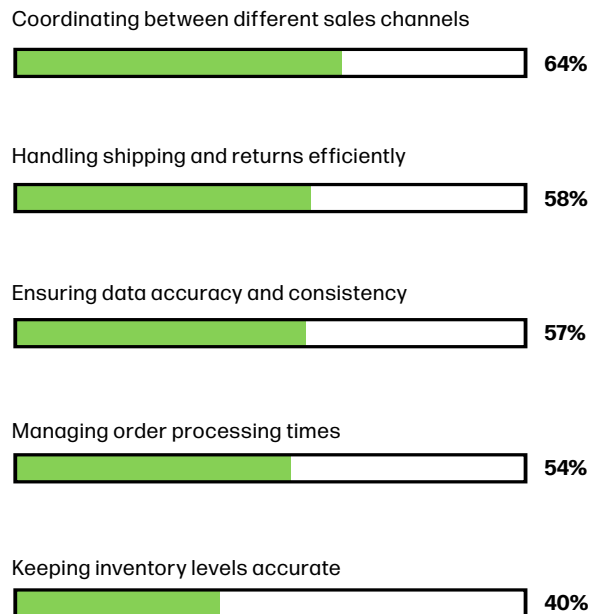 Coordinating between different sales channels
64%
Handling shipping and returns efficiently
58%
Ensuring data accuracy and consistency
57%
Managing order processing times
54%
Keeping inventory levels accurate
40%